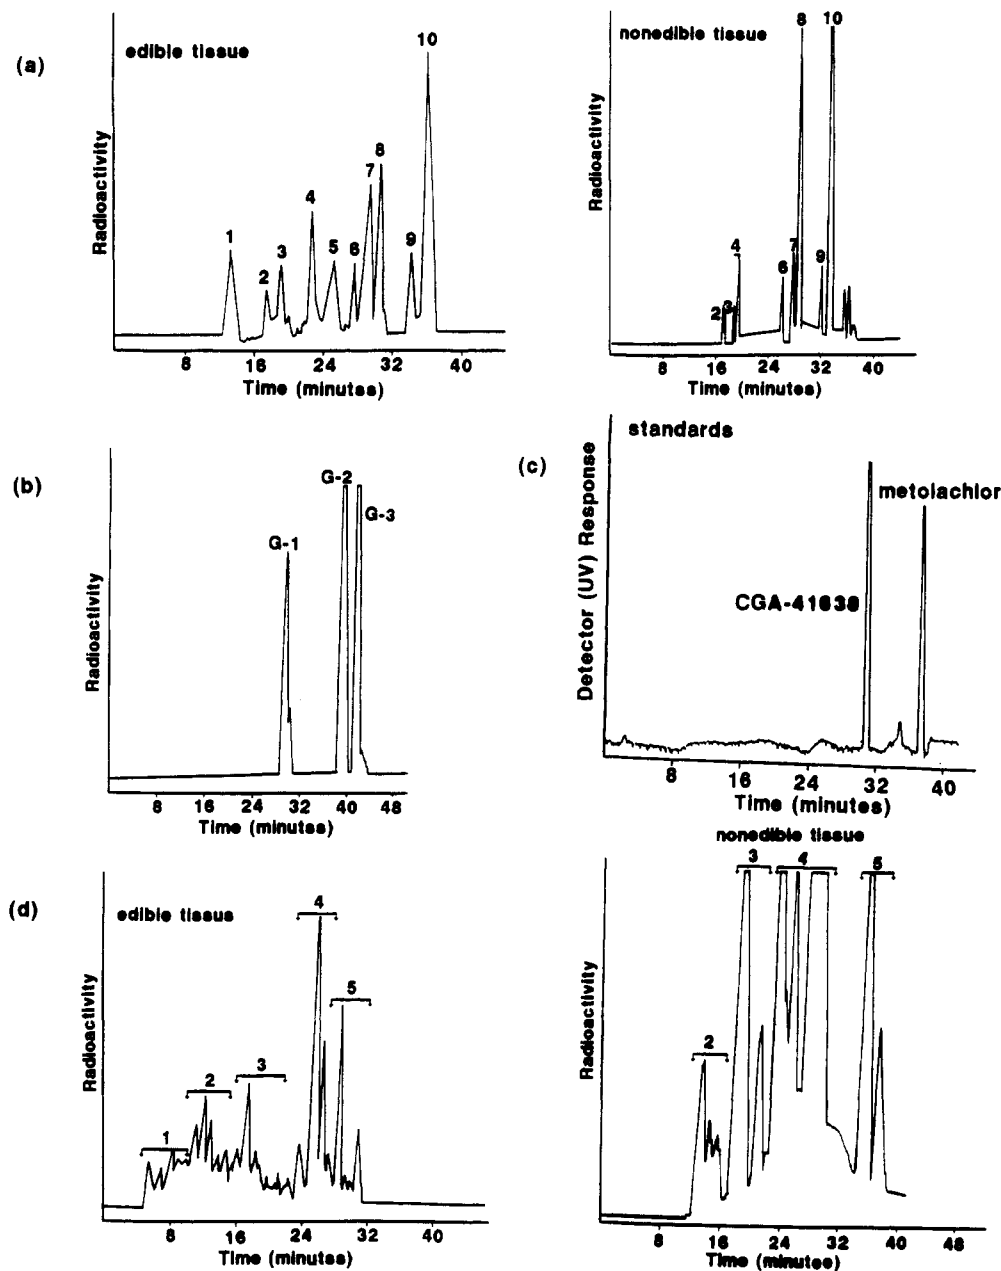 (a)
edible tissue
Radioactivity
1
2
3
4
5
6
7
8
9
10
8
16
24
32
40
Time (minutes)
nonedible tissue
Radioactivity
2
3
4
6
7
8
9
10
8
16
24
32
40
Time (minutes)
(b)
Radioactivity
G-1
G-2
G-3
8
16
24
32
40
48
Time (minutes)
(c)
standards
Detector (UV) Response
CGA-41638
metolachlor
8
16
24
32
40
Time (minutes)
(d)
edible tissus
Radioactivity
1
2
3
4
5
8
16
24
32
40
Time (minutes)
nonedible tissue
Radioactivity
2
3
4
5
8
16
24
32
40
48
Time (minutee)